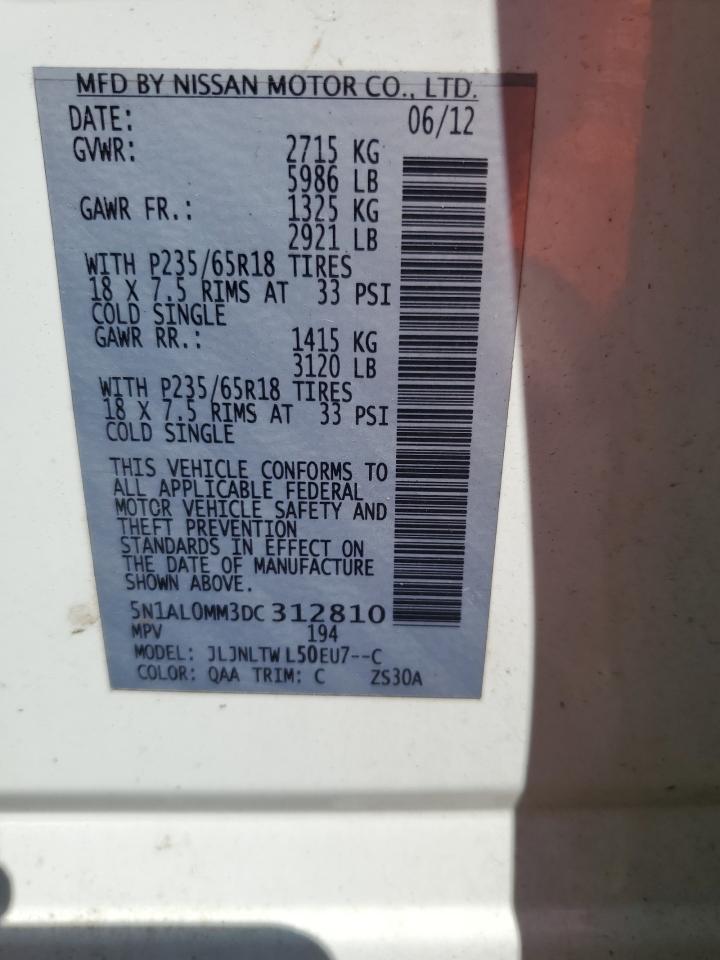 MFD BY NISSAN MOTOR CO., LTD.
DATE: 06/12
GVWR: 2715 KG
5986 LB
GAWR FR.: 1325 KG
2921 LB
WITH P235/65R18 TIRES
18 X 7.5 RIMS AT 33 PSI
COLD SINGLE
GAWR RR.: 1415 KG
3120 LB
WITH P235/65R18 TIRES
18 X 7.5 RIMS AT 33 PSI
COLD SINGLE
THIS VEHICLE CONFORMS TO
ALL APPLICABLE FEDERAL
MOTOR VEHICLE SAFETY AND
THEFT PREVENTION
STANDARDS IN EFFECT ON
THE DATE OF MANUFACTURE
SHOWN ABOVE.
5N1AL0MM3DC312810
MPV 194
MODEL: JLJNLTWL50EU7--C
COLOR: QAA TRIM: C ZS30A